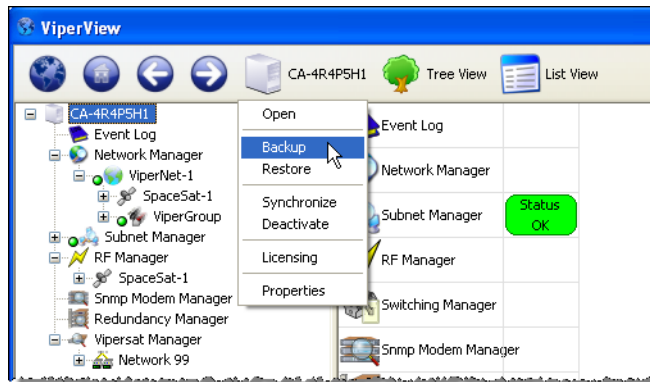 ViperView
CA-4R4P5H1
Tree View
List View
CA-4R4P5H1
Event Log
Network Manager
ViperNet-1
SpaceSat-1
ViperGroup
Subnet Manager
RF Manager
SpaceSat-1
Snmp Modem Manager
Redundancy Manager
Vipersat Manager
Network 99
Open
Backup
Restore
Synchronize
Deactivate
Licensing
Properties
Event Log
Network Manager
Subnet Manager
Status
OK
RF Manager
Switching Manager
Snmp Modem Manager